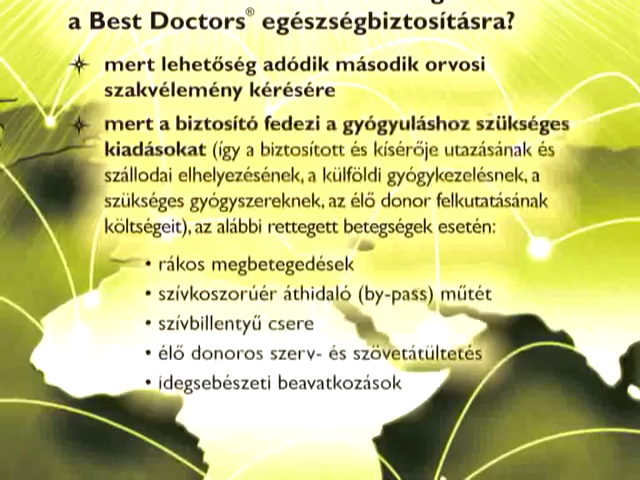 a Best Doctors® egészségbiztosításra?
mert lehetőség adódik második orvosi
szakvélemény kérésére
mert a biztosító fedezi a gyógyuláshoz szükséges
kiadásokat (így a biztosított és kísérője utazásának és
szállodai elhelyezésének, a külföldi gyógykezelésnek, a
szükséges gyógyszereknek, az élő donor felkutatásának
költségeit), az alábbi rettegett betegségek esetén:
• rákos megbetegedések
• szívkoszorúér áthidaló (by-pass) műtét
• szívbillentyű csere
• élő donoros szerv- és szövetátültetés
• idegsebészeti beavatkozások